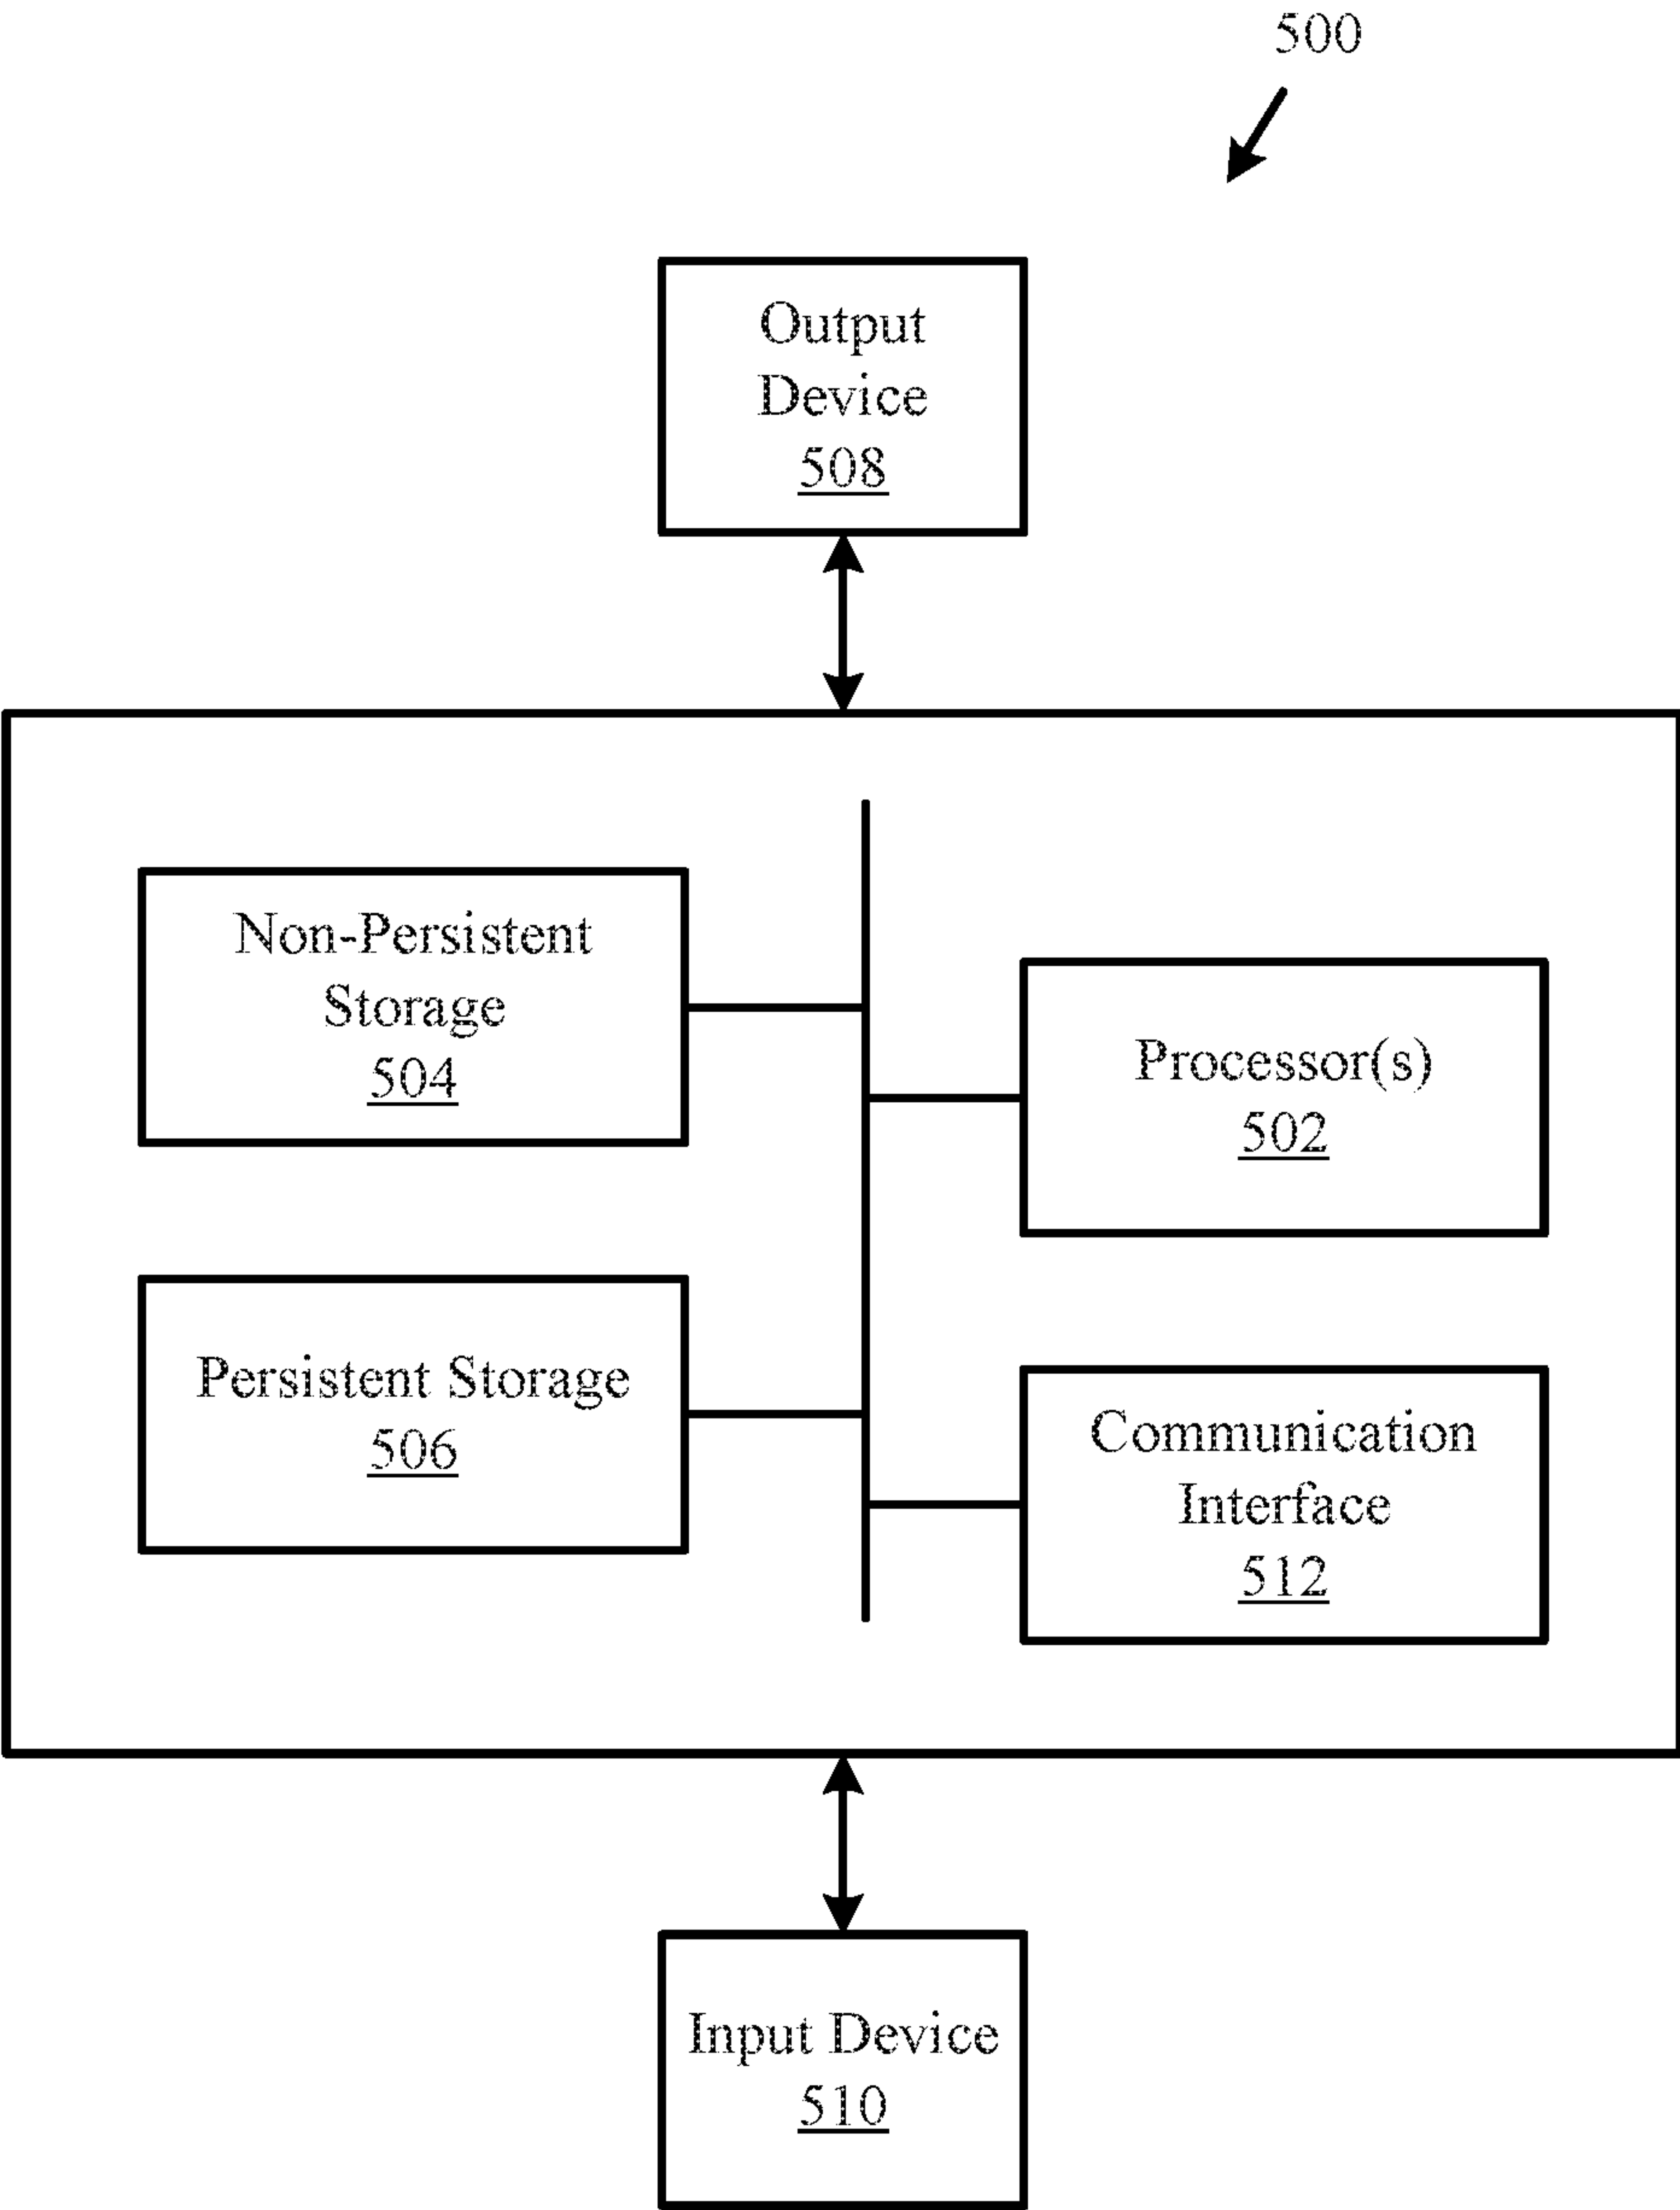 500
Output
Device
508
Non-Persistent
Storage
504
Processor(s)
502
Persistent Storage
506
Communication
Interface
512
Input Device
510